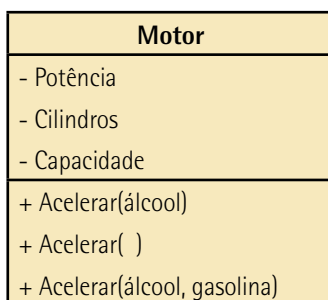 Motor
- Potência
- Cilindros
- Capacidade
+ Acelerar(álcool)
+ Acelerar( )
+ Acelerar(álcool, gasolina)